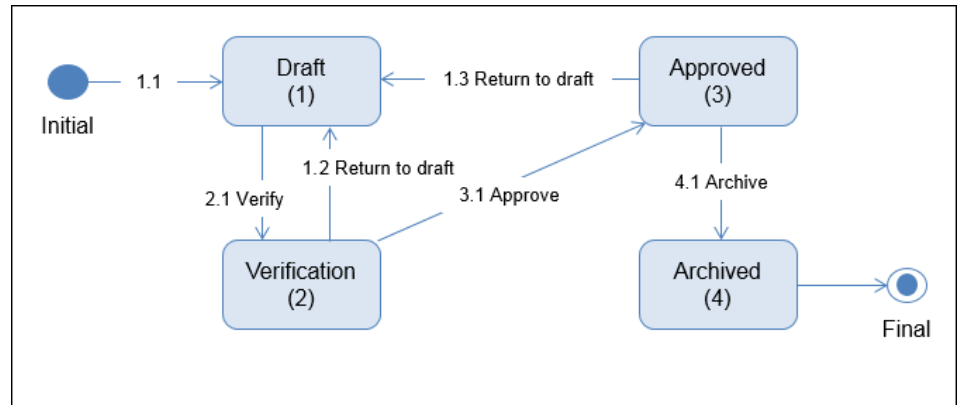 Draft
(1)
Approved
(3)
1.1
1.3 Return to draft
Initial
1.2 Return to draft
2.1 Verify
3.1 Approve
4.1 Archive
Verification
(2)
Archived
(4)
Final